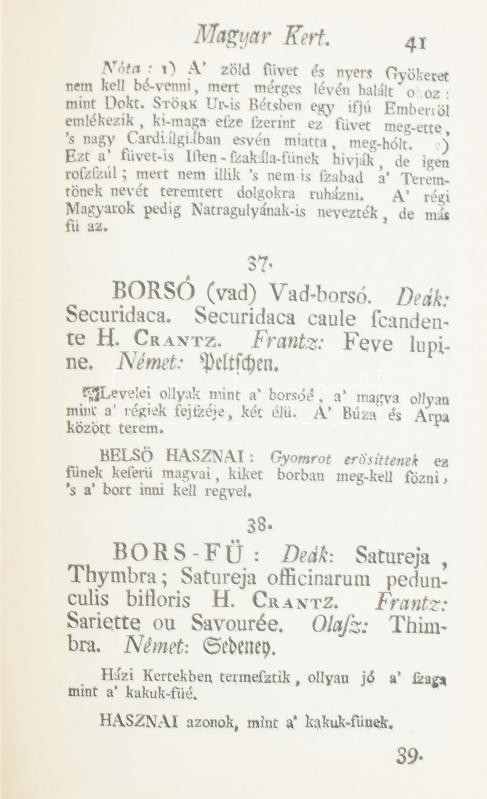 Magyar Kert. 41
Nóta: 1) A' zöld füvet és nyers Gyökeret
nem kell bé-venni, mert mérges lévén halált okoz:
mint Dokt. STÖRK Ur-is Bétsben egy ifjú Emberröl
emlékezik, ki-maga esze szerint ez füvet meg-ette,
's nagy Cardialgiában esvén miatta, meg-hólt. 2)
Ezt a' füvet-is Iſten-ſzakála-fünek hivják, de igen
roſzſzúl; mert nem illik 's nem-is ſzabad a' Terem-
tönek nevét teremtett dolgokra ruházni. A' régi
Magyarok pedig Natragulyának-is nevezték, de más
fü az.
37.
BORSÓ (vad) Vad-borsó. Deák:
Securidaca. Securidaca caule ſcanden-
te H. CRANTZ. Frantz: Feve lupi-
ne. Német: Peltſchen.
Levelei ollyak mint a' borsóé, a' magva ollyan
mint a' régiek fejſzéje, két élü. A' Búza és Arpa
között terem.
BELSÖ HASZNAI: Gyomrot erösittenek ez
fünek keſerü magvai, kiket borban meg-kell fözni,
's a' bort inni kell regvel.
38.
BORS-FÜ: Deák: Satureja,
Thymbra; Satureja officinarum pedun-
culis bifloris H. CRANTZ. Frantz:
Sariette ou Savourée. Olaſz: Thim-
bra. Német: Sedeney.
Házi Kertekben termeſztik, ollyan jó a' ſzaga
mint a' kakuk-füé.
HASZNAI azonok, mint a' kakuk-fünek.
39.